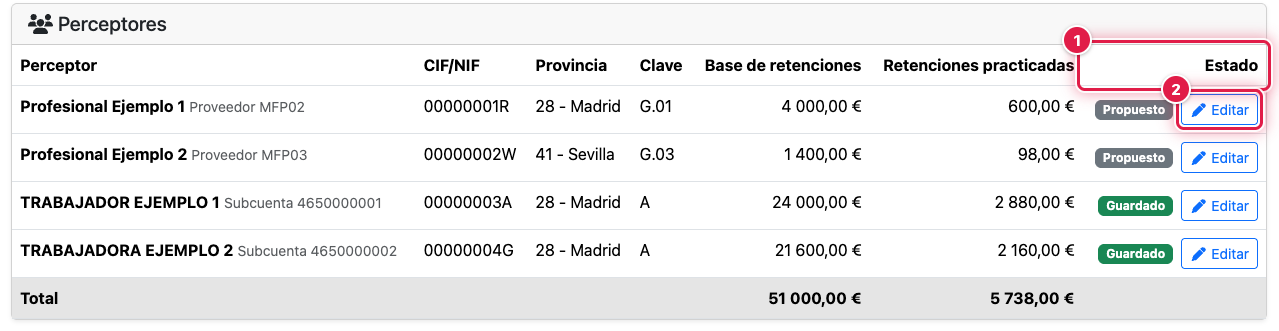 Perceptores
1
Perceptor CIF/NIF Provincia Clave Base de retenciones Retenciones practicadas Estado
2
Profesional Ejemplo 1 Proveedor MFP02 00000001R 28 - Madrid G.01 4 000,00 € 600,00 € Propuesto Editar
Profesional Ejemplo 2 Proveedor MFP03 00000002W 41 - Sevilla G.03 1 400,00 € 98,00 € Propuesto Editar
TRABAJADOR EJEMPLO 1 Subcuenta 4650000001 00000003A 28 - Madrid A 24 000,00 € 2 880,00 € Guardado Editar
TRABAJADORA EJEMPLO 2 Subcuenta 4650000002 00000004G 28 - Madrid A 21 600,00 € 2 160,00 € Guardado Editar
Total 51 000,00 € 5 738,00 €